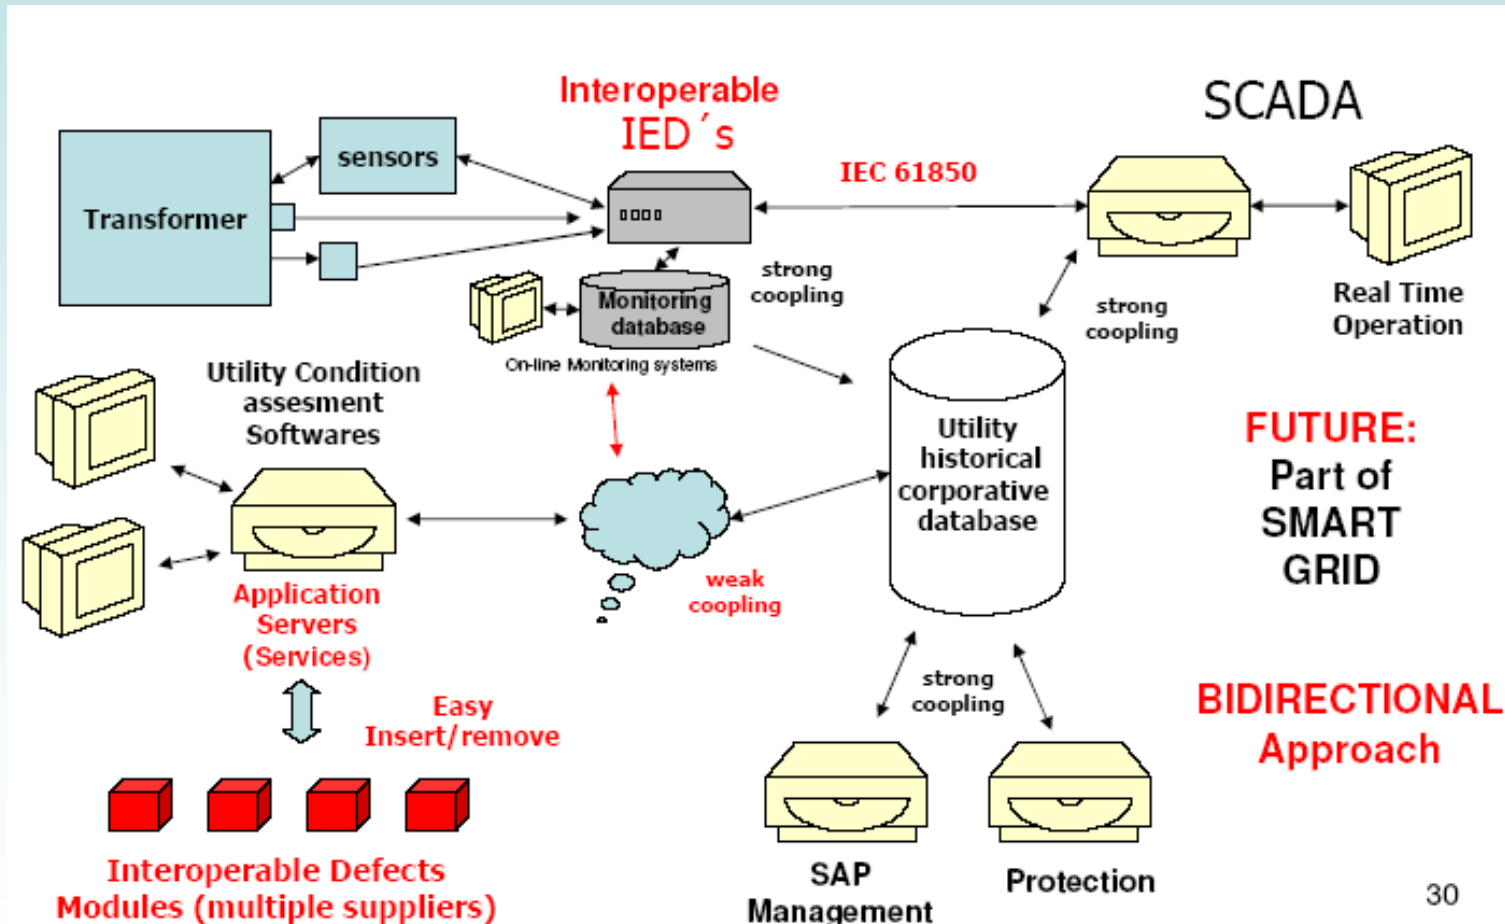 Interoperable
IED´s
SCADA
sensors
IEC 61850
Transformer
strong
coopling
Monitoring
database
On-line Monitoring systems
strong
coopling
Real Time
Operation
Utility Condition
assesment
Softwares
Utility
historical
corporative
database
FUTURE:
Part of
SMART
GRID
weak
coopling
Application
Servers
(Services)
strong
coopling
Easy
Insert/remove
BIDIRECTIONAL
Approach
Interoperable Defects
Modules (multiple suppliers)
SAP
Management
Protection
30